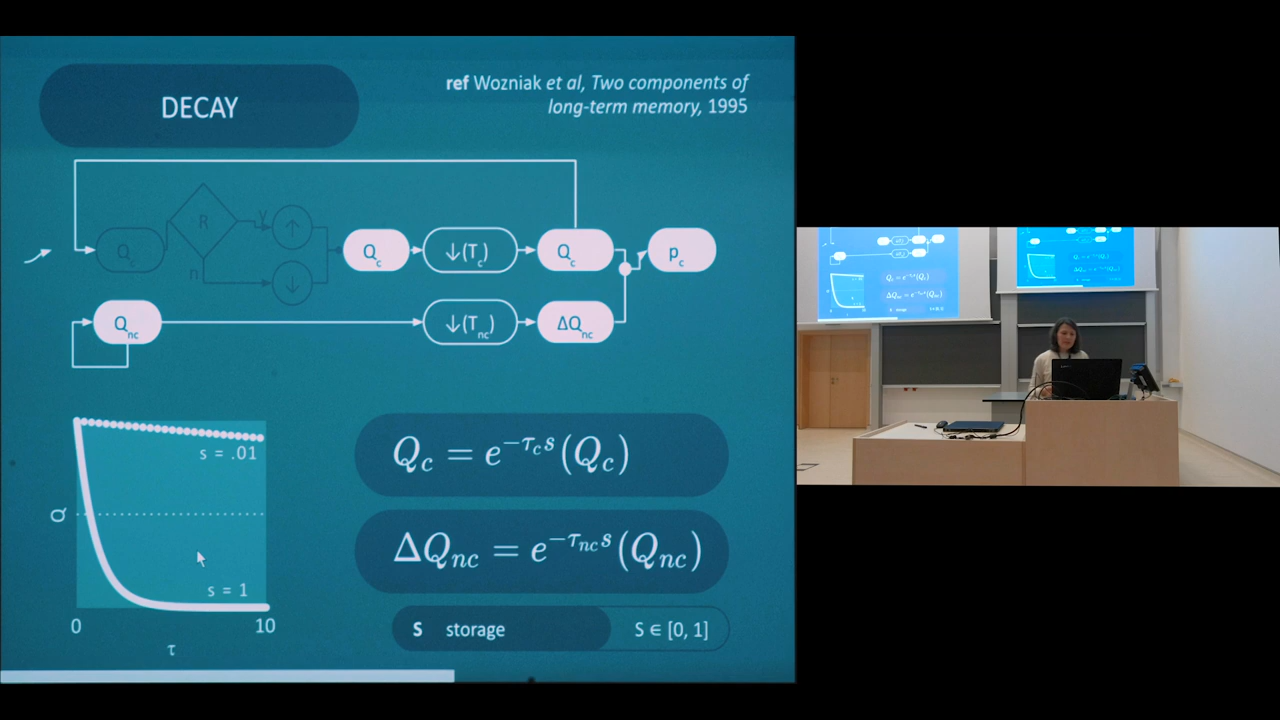 DECAY
ref Wozniak et al, Two components of
long-term memory, 1995
Q_c
R
y
↑
n
↓
Q_c
↓(T_c)
Q_c
p_c
Q_nc
↓(T_nc)
ΔQ_nc
s = .01
Q
s = 1
0
10
τ
Q_c = e^{-τ_c s}(Q_c)
ΔQ_nc = e^{-τ_nc s}(Q_nc)
S storage S ∈ [0, 1]